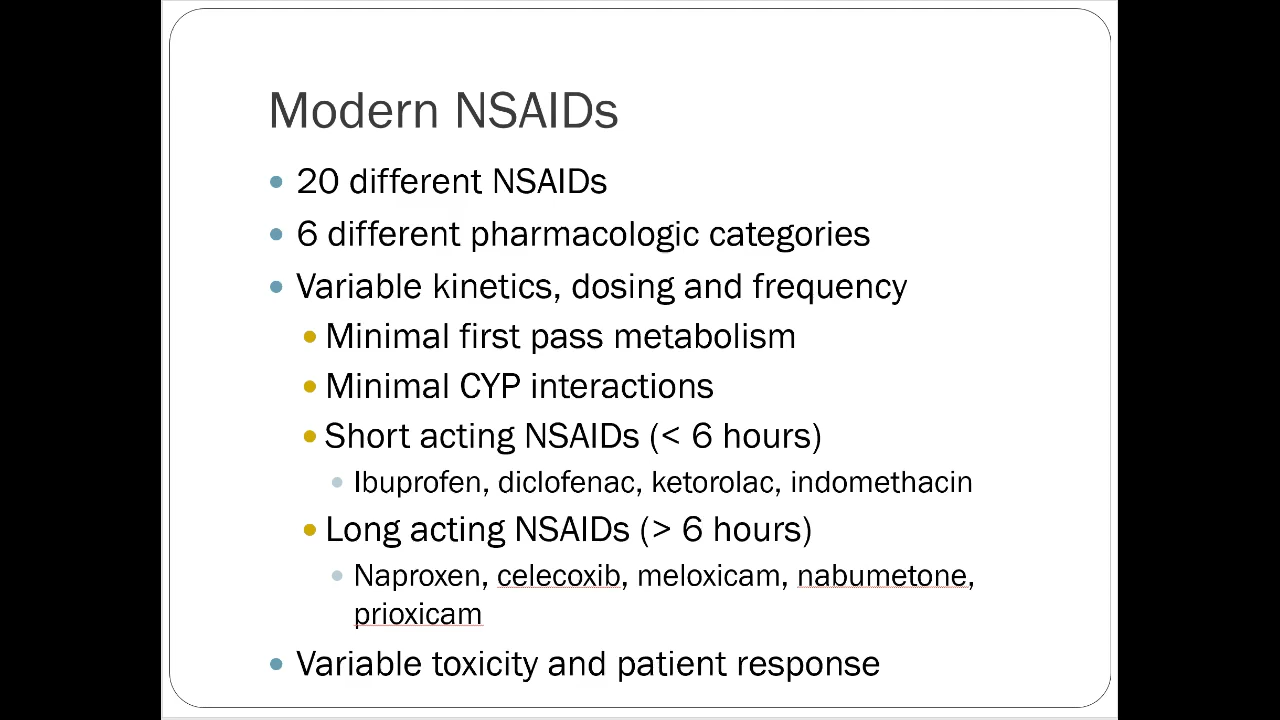 Modern NSAIDs
• 20 different NSAIDs
• 6 different pharmacologic categories
• Variable kinetics, dosing and frequency
• Minimal first pass metabolism
• Minimal CYP interactions
• Short acting NSAIDs (< 6 hours)
• Ibuprofen, diclofenac, ketorolac, indomethacin
• Long acting NSAIDs (> 6 hours)
• Naproxen, celecoxib, meloxicam, nabumetone,
prioxicam
• Variable toxicity and patient response